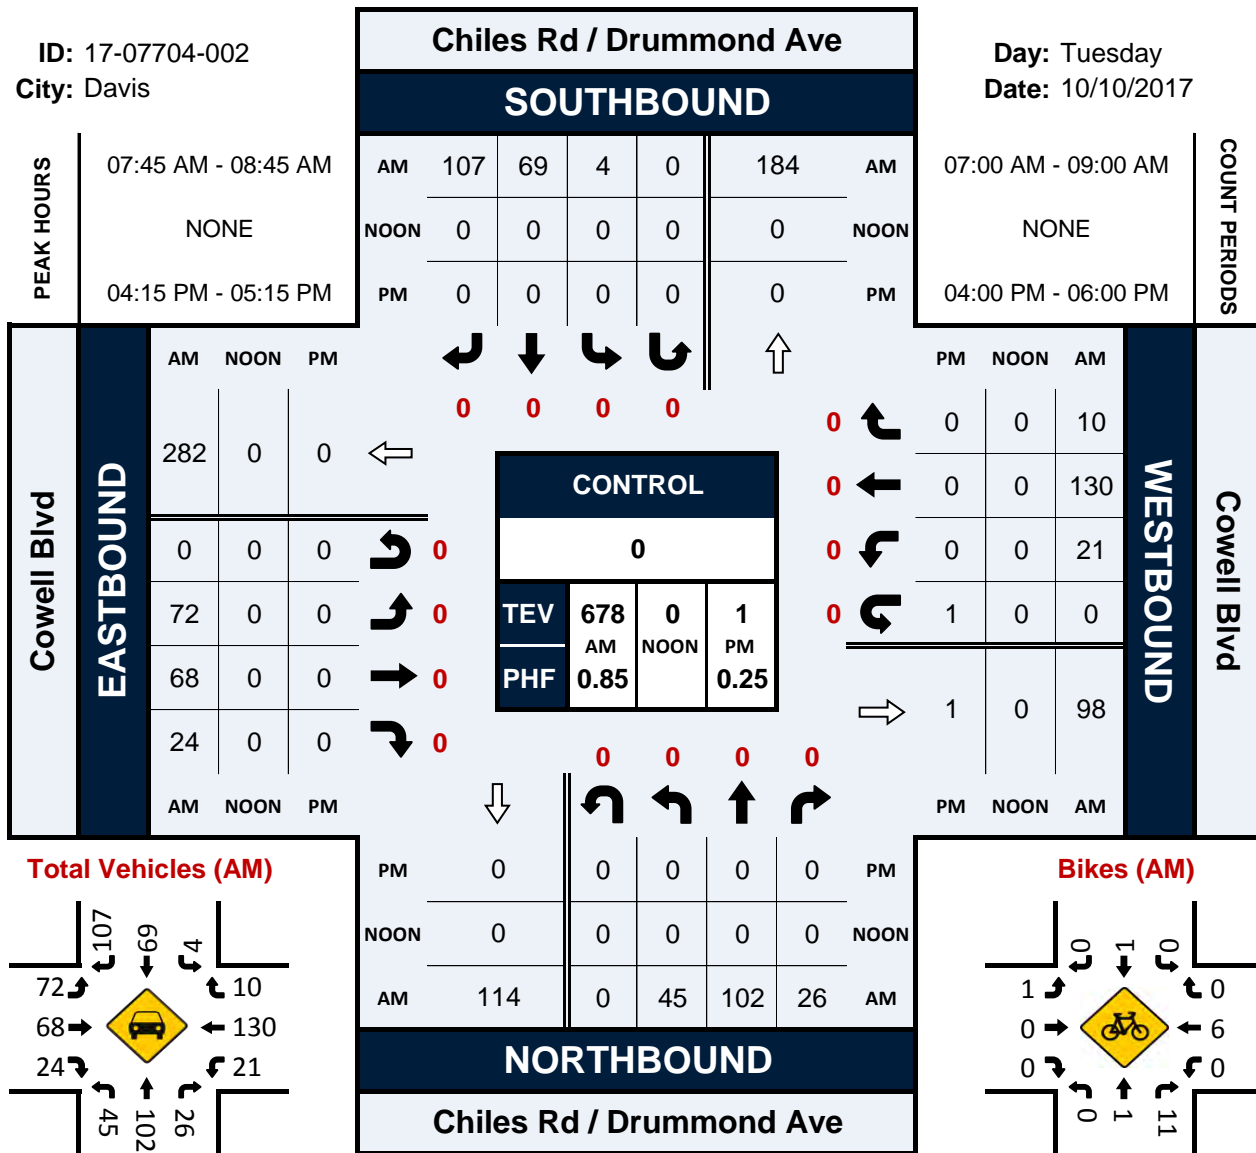 ID: 17-07704-002
City: Davis
Chiles Rd / Drummond Ave
SOUTHBOUND
Day: Tuesday
Date: 10/10/2017
PEAK HOURS
07:45 AM - 08:45 AM
NONE
04:15 PM - 05:15 PM
AM 107 69 4 0 184 AM
NOON 0 0 0 0 0 NOON
PM 0 0 0 0 0 PM
07:00 AM - 09:00 AM
NONE
04:00 PM - 06:00 PM
COUNT PERIODS
0 0 0 0
Cowell Blvd
EASTBOUND
AM NOON PM
282 0 0
0 0 0 0
72 0 0 0
68 0 0 0
24 0 0 0
AM NOON PM
CONTROL
0
TEV 678 0 1
AM NOON PM
PHF 0.85 0.25
PM NOON AM
0 0 0 10
0 0 0 130
0 0 0 21
0 1 0 0
1 0 98
PM NOON AM
WESTBOUND
Cowell Blvd
0 0 0 0
PM 0 0 0 0 0 PM
NOON 0 0 0 0 0 NOON
AM 114 0 45 102 26 AM
NORTHBOUND
Chiles Rd / Drummond Ave
Total Vehicles (AM)
107 69 4
72 10
68 130
24 21
45 102 26
Bikes (AM)
0 1 0
1 0
0 6
0 0
0 1 11